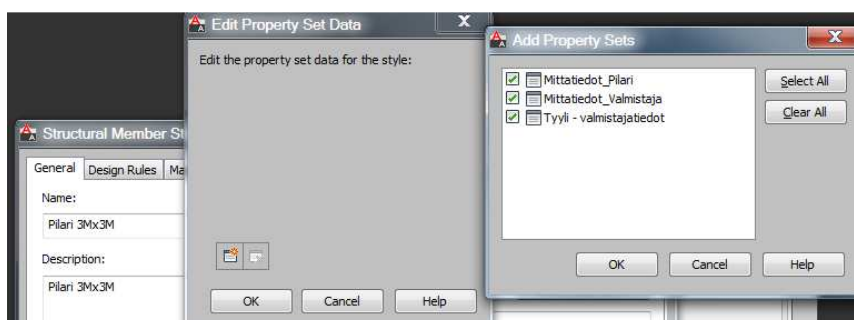 Edit Property Set Data
X
Edit the property set data for the style:
OK
Cancel
Help
Add Property Sets
X
Mittatiedot_Pilari
Mittatiedot_Valmistaja
Tyyli - valmistajatiedot
Select All
Clear All
OK
Cancel
Help
Structural Member
General
Design Rules
Name:
Pilari 3Mx3M
Description:
Pilari 3Mx3M